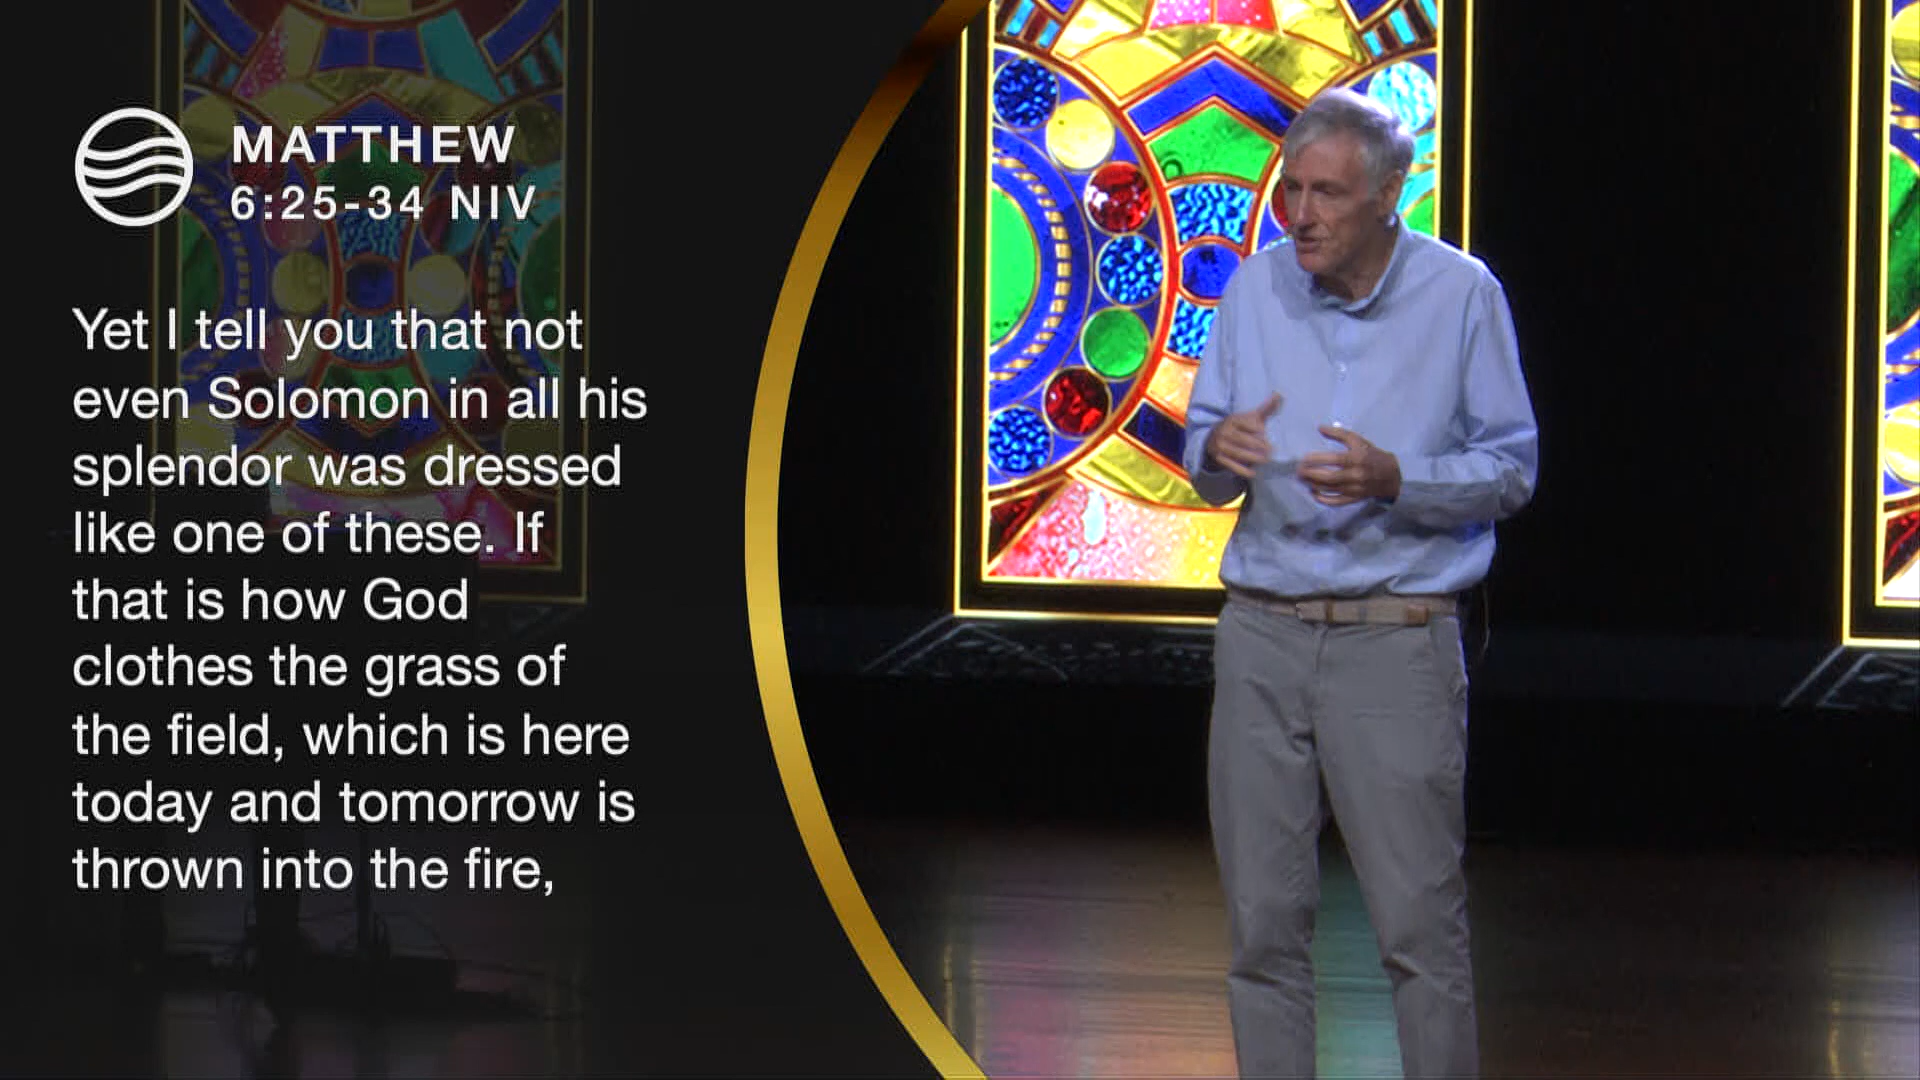 MATTHEW
6:25-34 NIV
Yet I tell you that not
even Solomon in all his
splendor was dressed
like one of these. If
that is how God
clothes the grass of
the field, which is here
today and tomorrow is
thrown into the fire,